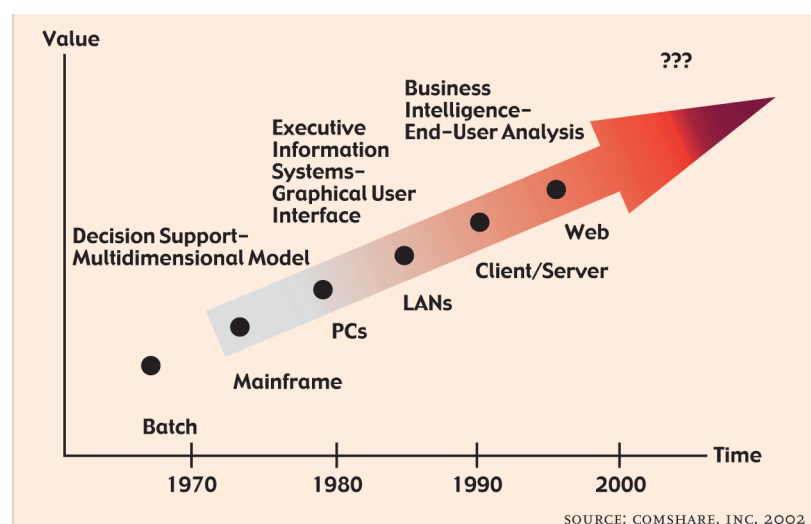 Value
???
Business
Intelligence–
End-User Analysis
Executive
Information
Systems–
Graphical User
Interface
Decision Support–
Multidimensional Model
Web
Client/Server
LANs
PCs
Mainframe
Batch
Time
1970 1980 1990 2000
SOURCE: COMSHARE, INC. 2002